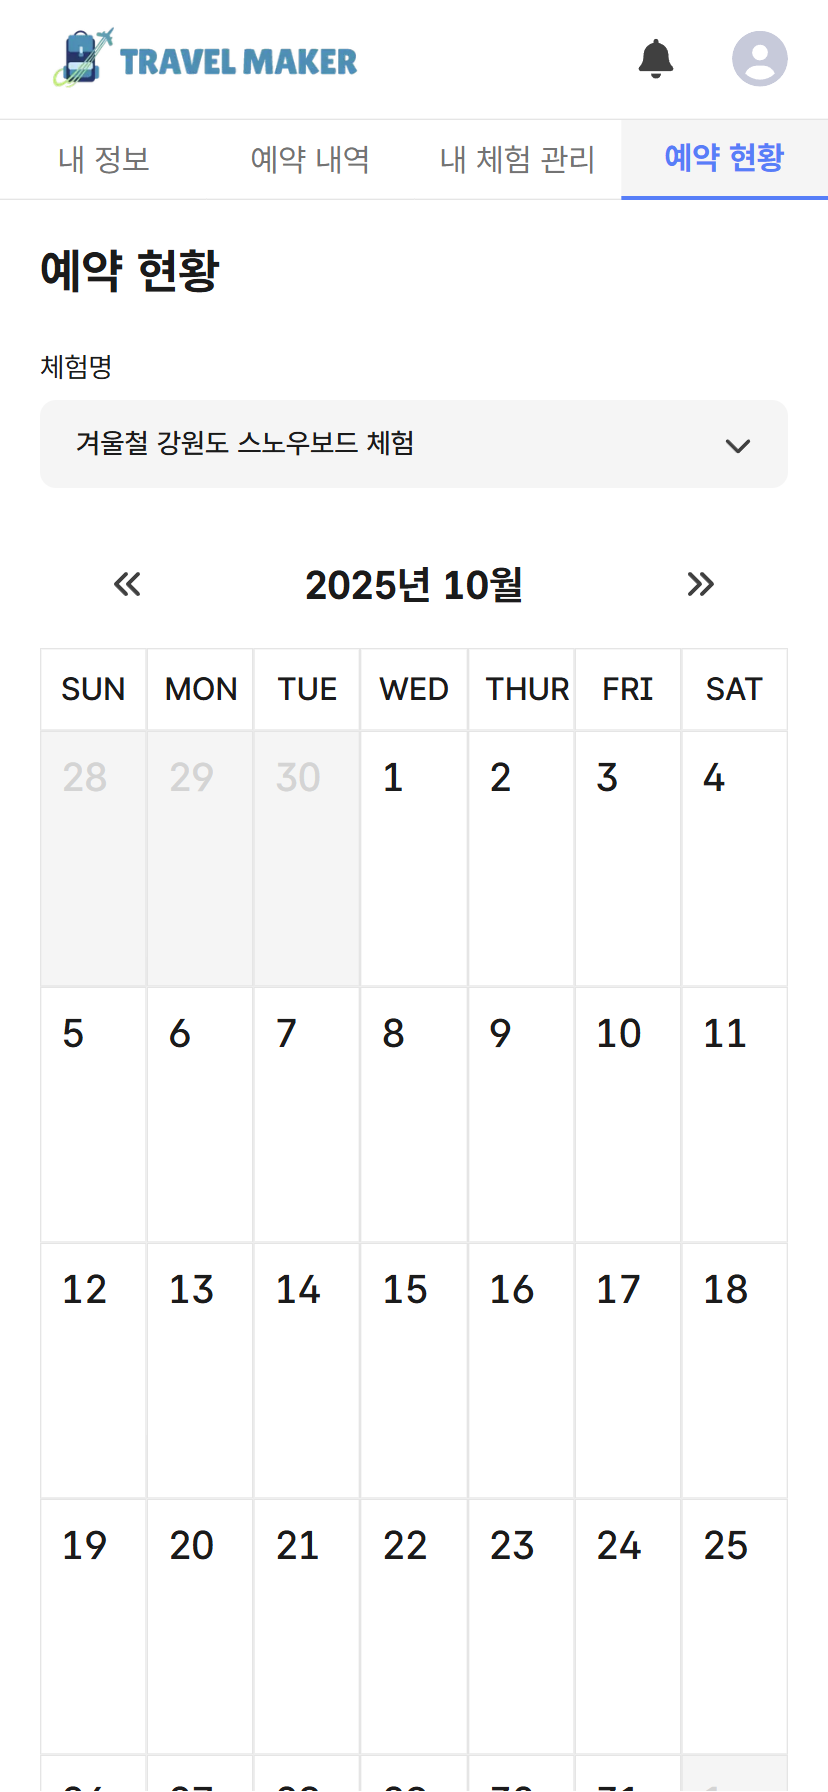 TRAVEL MAKER
내 정보 예약 내역 내 체험 관리 예약 현황
예약 현황
체험명
겨울철 강원도 스노우보드 체험
2025년 10월
SUN MON TUE WED THUR FRI SAT
28 29 30 1 2 3 4
5 6 7 8 9 10 11
12 13 14 15 16 17 18
19 20 21 22 23 24 25